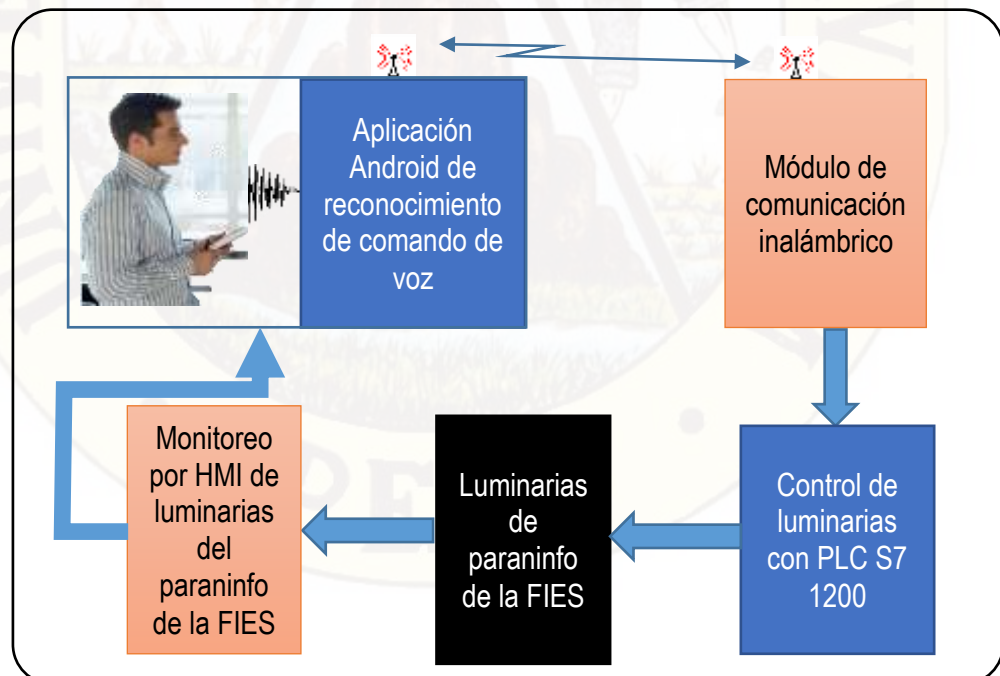 Aplicación
Android de
reconocimiento
de comando de
voz
Módulo de
comunicación
inalámbrico
Monitoreo
por HMI de
luminarias
del
paraninfo
de la FIES
Luminarias
de
paraninfo
de la FIES
Control de
luminarias
con PLC S7
1200